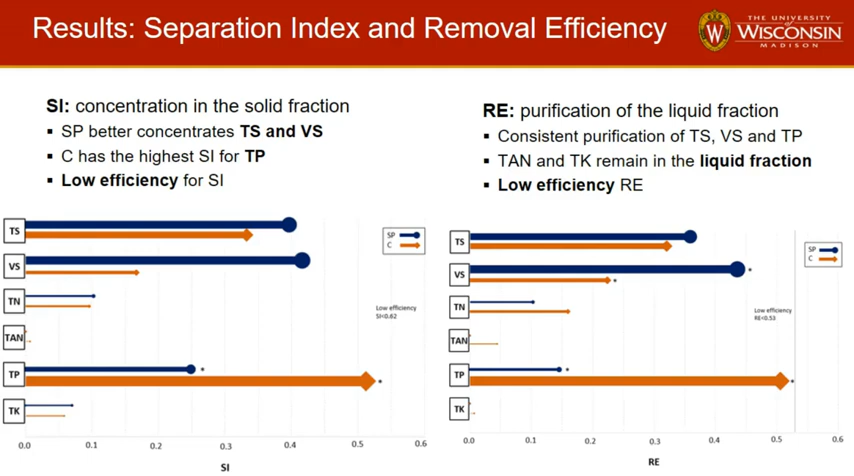 Results: Separation Index and Removal Efficiency
THE UNIVERSITY
of
WISCONSIN
MADISON
SI: concentration in the solid fraction
▪ SP better concentrates TS and VS
▪ C has the highest SI for TP
▪ Low efficiency for SI
RE: purification of the liquid fraction
▪ Consistent purification of TS, VS and TP
▪ TAN and TK remain in the liquid fraction
▪ Low efficiency RE
TS
VS
TN
TAN
TP
TK
SP
C
Low efficiency
SI<0.62
*
*
0.0 0.1 0.2 0.3 0.4 0.5 0.6
SI
TS
VS
TN
TAN
TP
TK
SP
C
Low efficiency
RE<0.53
*
*
*
*
0.0 0.1 0.2 0.3 0.4 0.5 0.6
RE